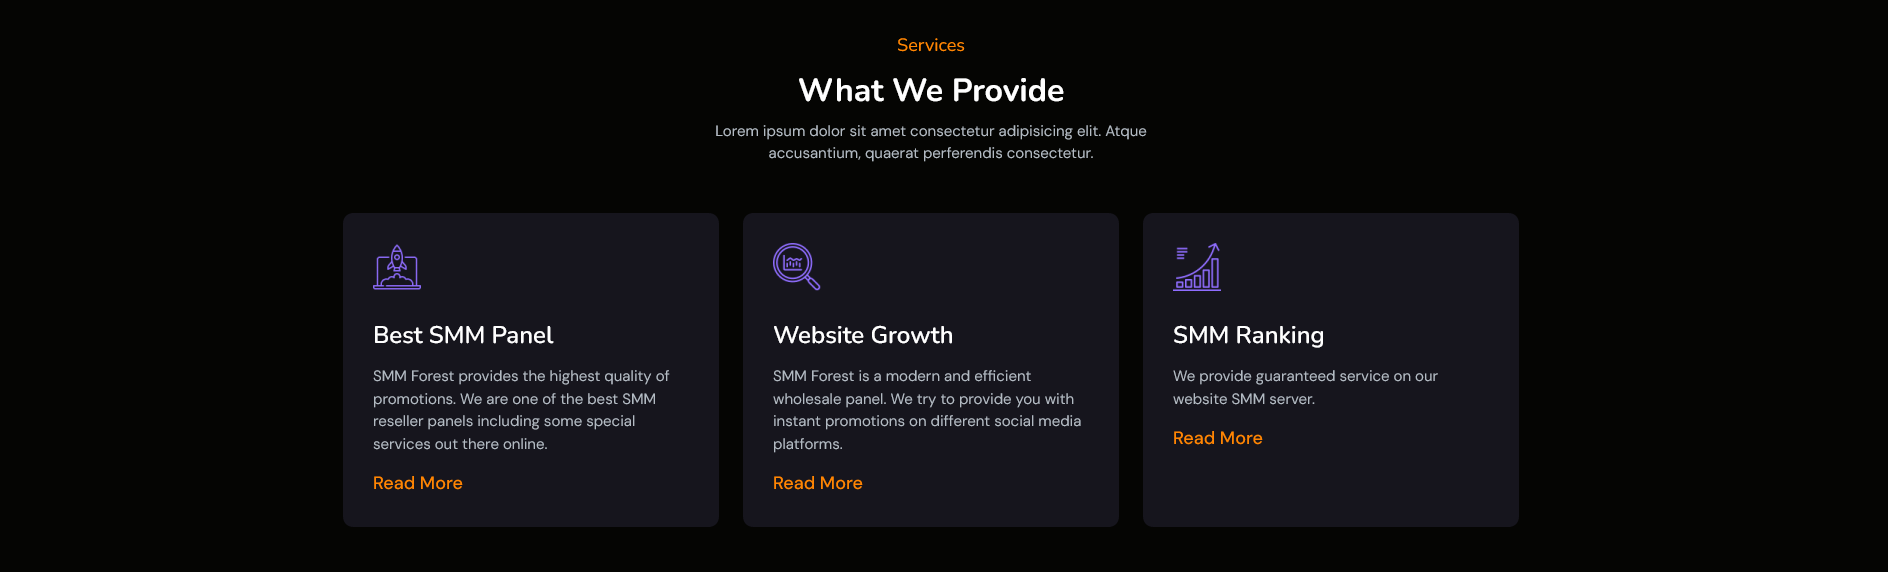 Services
What We Provide
Lorem ipsum dolor sit amet consectetur adipisicing elit. Atque
accusantium, quaerat perferendis consectetur.
Best SMM Panel
SMM Forest provides the highest quality of
promotions. We are one of the best SMM
reseller panels including some special
services out there online.
Read More
Website Growth
SMM Forest is a modern and efficient
wholesale panel. We try to provide you with
instant promotions on different social media
platforms.
Read More
SMM Ranking
We provide guaranteed service on our
website SMM server.
Read More